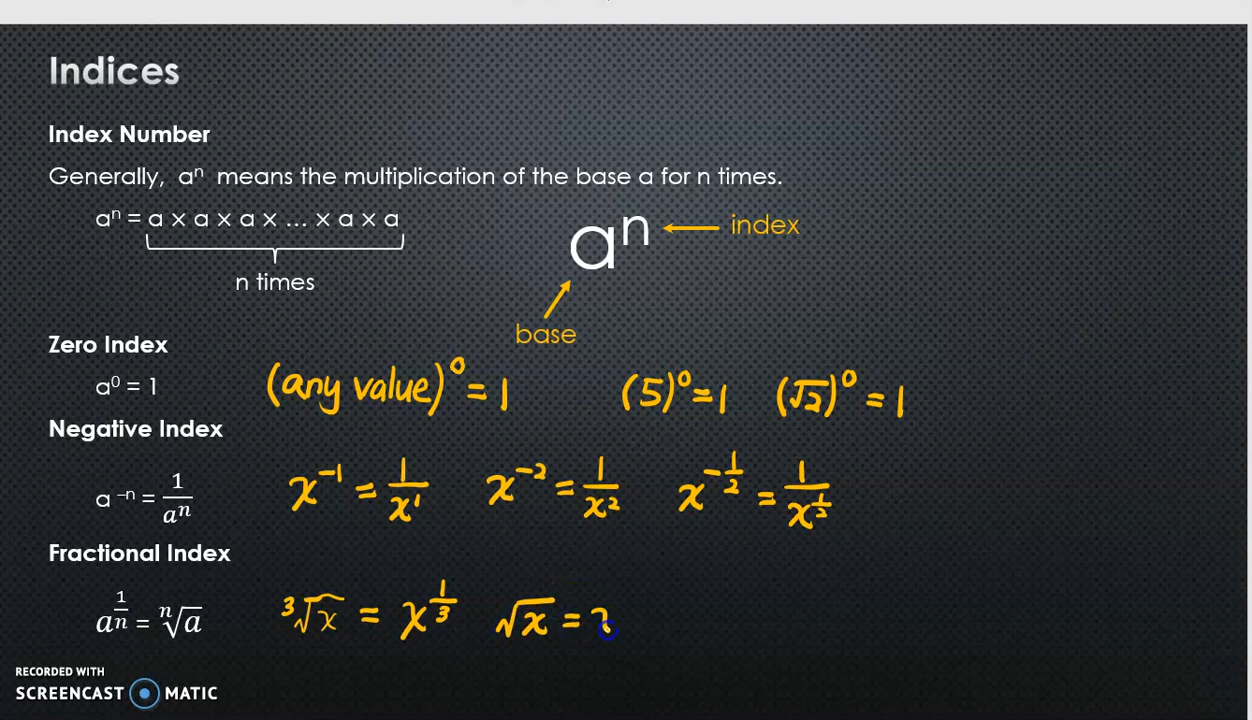 Indices
Index Number
Generally, aⁿ means the multiplication of the base a for n times.
aⁿ = a × a × a × … × a × a
n times
aⁿ
index
base
Zero Index
a⁰ = 1
(any value)⁰ = 1 (5)⁰ = 1 (√2)⁰ = 1
Negative Index
a⁻ⁿ = 1/aⁿ
x⁻¹ = 1/x¹ x⁻² = 1/x² x^(-1/2) = 1/x^(1/2)
Fractional Index
a^(1/n) = ⁿ√a
³√x = x^(1/3) √x =
RECORDED WITH
SCREENCAST MATIC